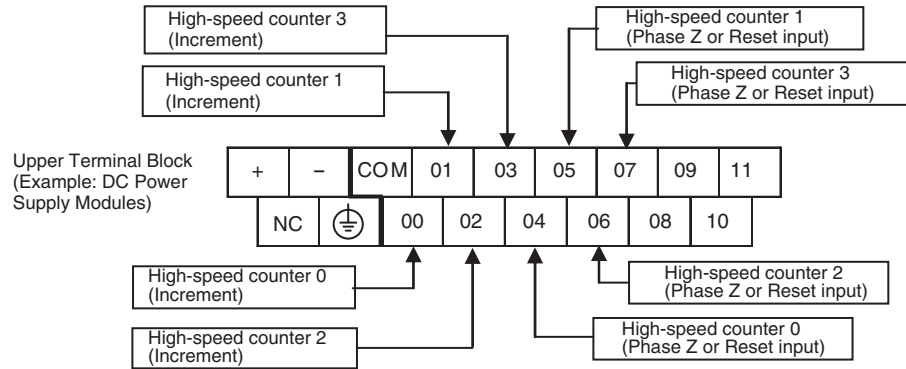 High-speed counter 3
(Increment)
High-speed counter 1
(Phase Z or Reset input)
High-speed counter 1
(Increment)
High-speed counter 3
(Phase Z or Reset input)
Upper Terminal Block
(Example: DC Power
Supply Modules)
+ – COM 01 03 05 07 09 11
NC 00 02 04 06 08 10
High-speed counter 0
(Increment)
High-speed counter 2
(Phase Z or Reset input)
High-speed counter 2
(Increment)
High-speed counter 0
(Phase Z or Reset input)